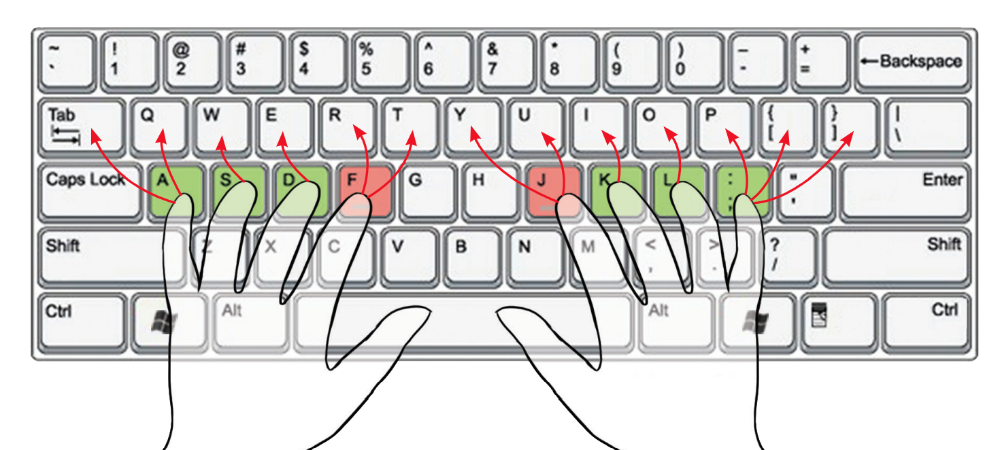 ~ ! @ # $ % ^ & * ( ) – +
` 1 2 3 4 5 6 7 8 9 0 - = ←Backspace
Tab Q W E R T Y U I O P { } |
[ ] \
Caps Lock A S D F G H J K L : " Enter
; '
Shift Z X C V B N M < > ? Shift
, . /
Ctrl Alt Alt Ctrl